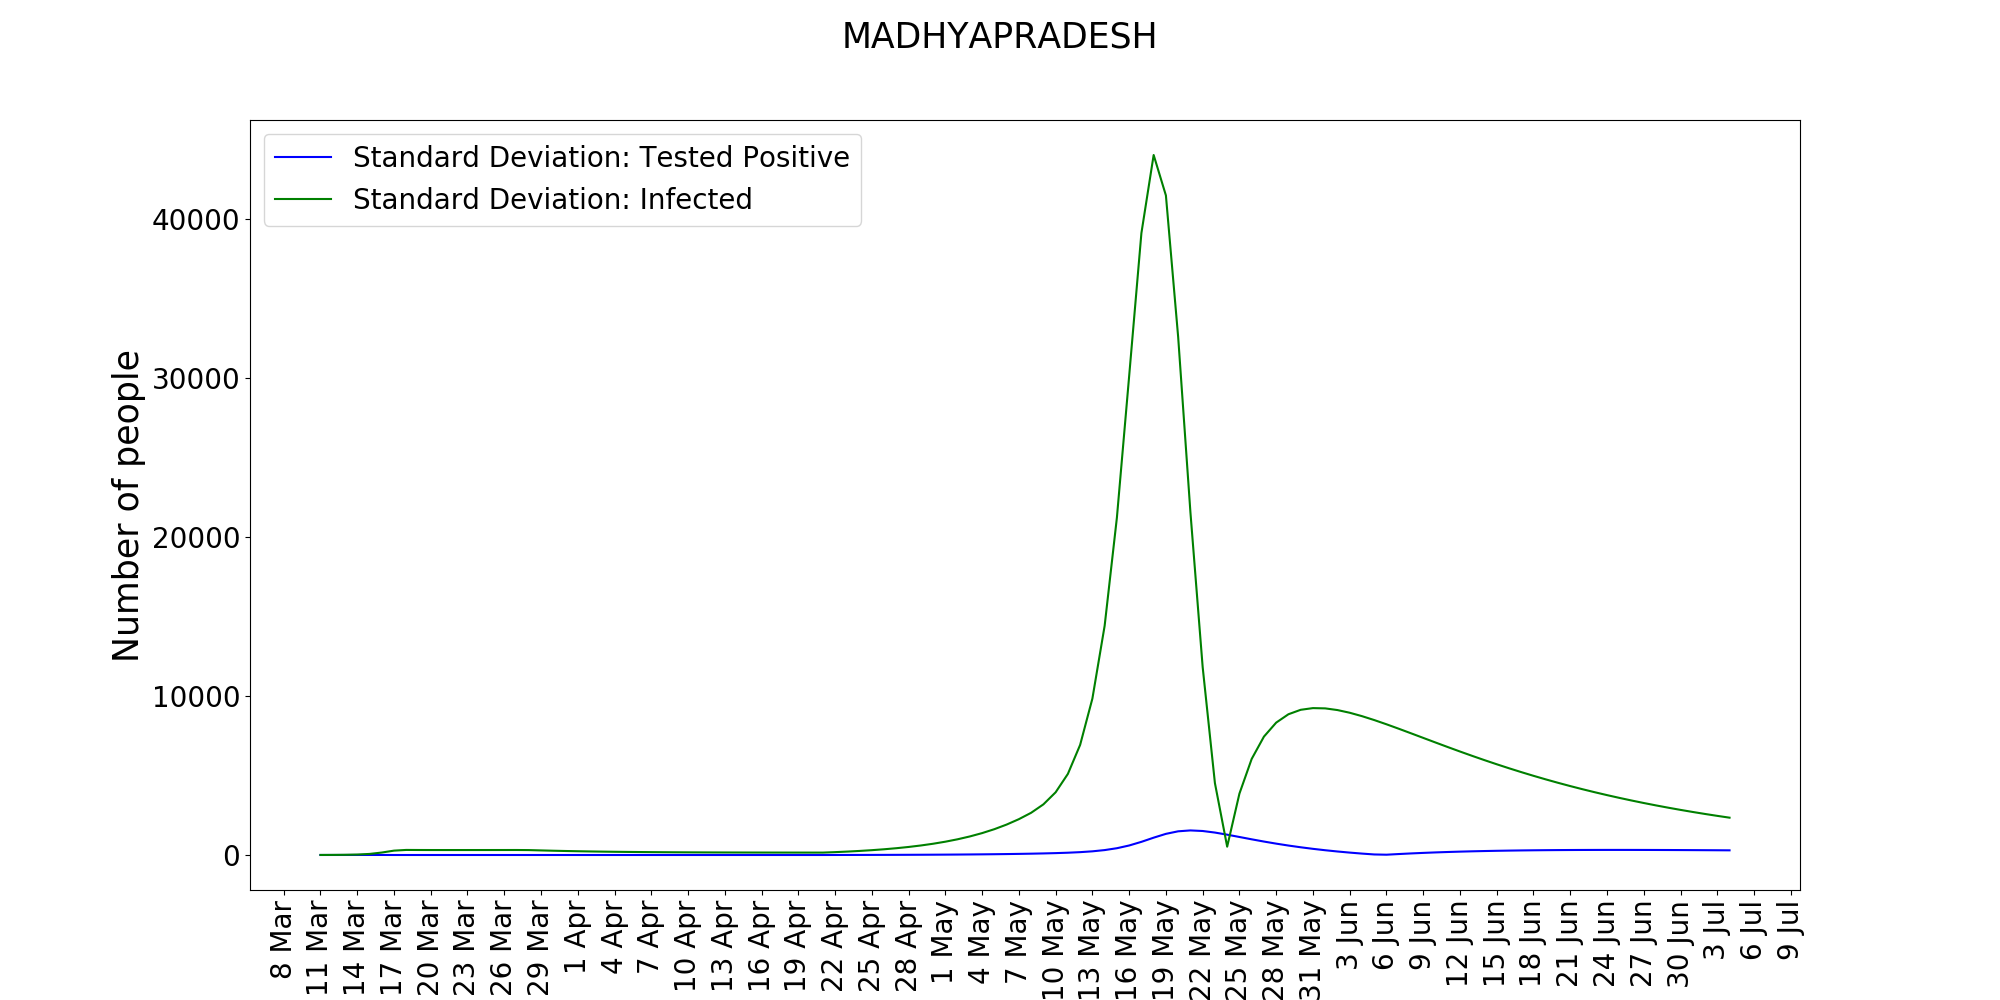 MADHYAPRADESH
Standard Deviation: Tested Positive
Standard Deviation: Infected
Number of people
40000
30000
20000
10000
0
8 Mar
11 Mar
14 Mar
17 Mar
20 Mar
23 Mar
26 Mar
29 Mar
1 Apr
4 Apr
7 Apr
10 Apr
13 Apr
16 Apr
19 Apr
22 Apr
25 Apr
28 Apr
1 May
4 May
7 May
10 May
13 May
16 May
19 May
22 May
25 May
28 May
31 May
3 Jun
6 Jun
9 Jun
12 Jun
15 Jun
18 Jun
21 Jun
24 Jun
27 Jun
30 Jun
3 Jul
6 Jul
9 Jul